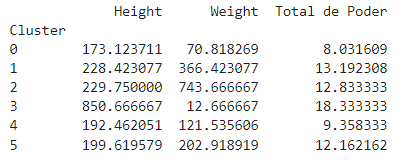 Height Weight Total de Poder
Cluster
0 173.123711 70.818269 8.031609
1 228.423077 366.423077 13.192308
2 229.750000 743.666667 12.833333
3 850.666667 12.666667 18.333333
4 192.462051 121.535606 9.358333
5 199.619579 202.918919 12.162162